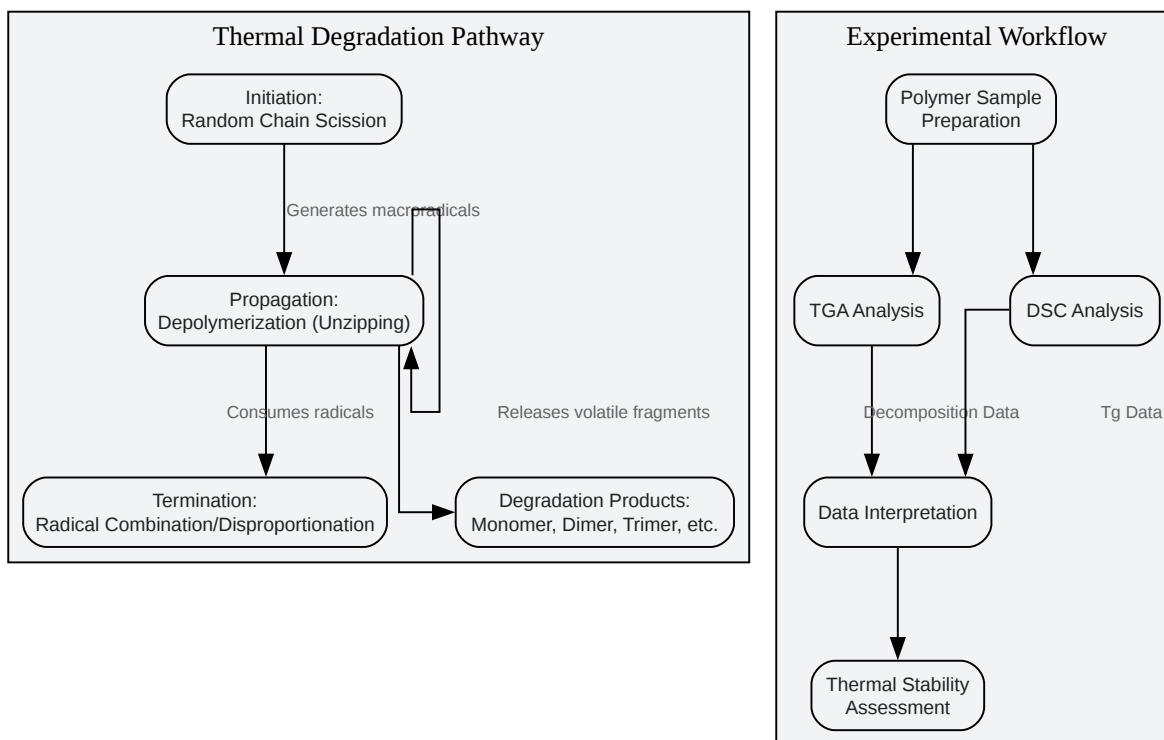 Thermal Degradation Pathway
Initiation:
Random Chain Scission
Generates macroradicals
Propagation:
Depolymerization (Unzipping)
Consumes radicals
Releases volatile fragments
Termination:
Radical Combination/Disproportionation
Degradation Products:
Monomer, Dimer, Trimer, etc.
Experimental Workflow
Polymer Sample
Preparation
TGA Analysis
DSC Analysis
Decomposition Data
Tg Data
Data Interpretation
Thermal Stability
Assessment